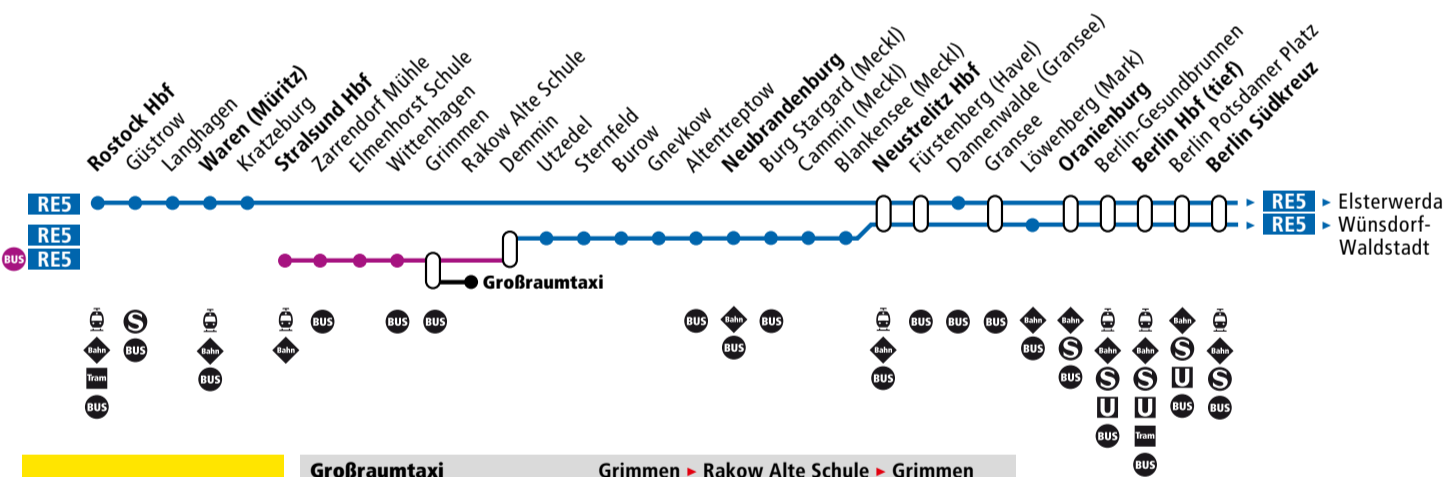 Rostock Hbf
Güstrow
Langhagen
Waren (Müritz)
Kratzeburg
Stralsund Hbf
Zarrendorf Mühle
Elmenhorst Schule
Wittenhagen
Grimmen
Rakow Alte Schule
Demmin
Utzedel
Sternfeld
Burow
Gnevkow
Altentreptow
Neubrandenburg
Burg Stargard (Meckl)
Cammin (Meckl)
Blankensee (Meckl)
Neustrelitz Hbf
Fürstenberg (Havel)
Dannenwalde (Gransee)
Gransee
Löwenberg (Mark)
Oranienburg
Berlin-Gesundbrunnen
Berlin Hbf (tief)
Berlin Potsdamer Platz
Berlin Südkreuz
RE5 RE5 Elsterwerda
RE5 RE5 Wünsdorf-
Waldstadt
BUS RE5
Großraumtaxi
S BUS BUS BUS BUS Bahn BUS BUS BUS BUS Bahn Bahn Bahn
Bahn BUS Bahn Bahn BUS Bahn BUS S Bahn Bahn S Bahn
Tram BUS BUS BUS S S U S
BUS U U BUS BUS
BUS Tram
BUS
Großraumtaxi Grimmen ► Rakow Alte Schule ► Grimmen